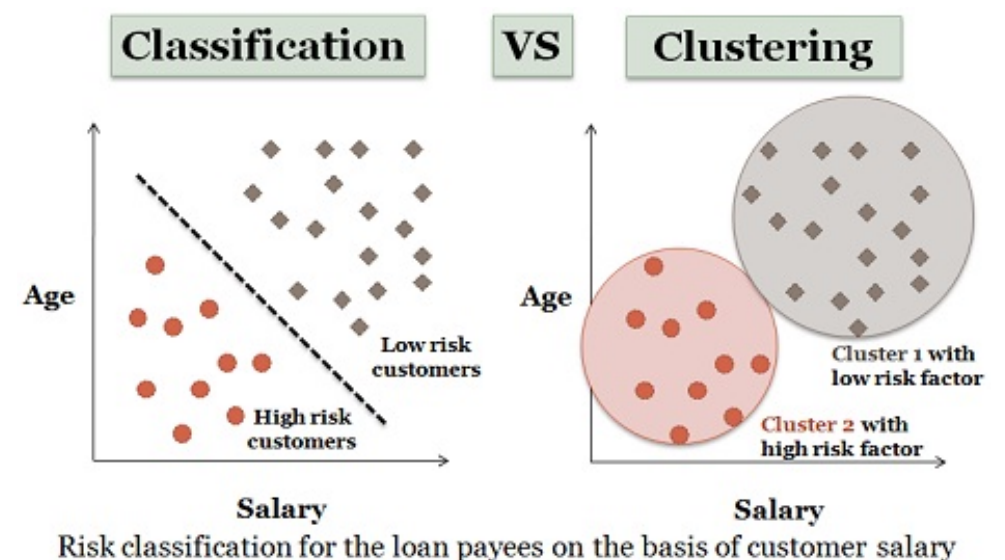 Classification
VS
Clustering
Age
Low risk
customers
High risk
customers
Salary
Age
Cluster 1 with
low risk factor
Cluster 2 with
high risk factor
Salary
Risk classification for the loan payees on the basis of customer salary